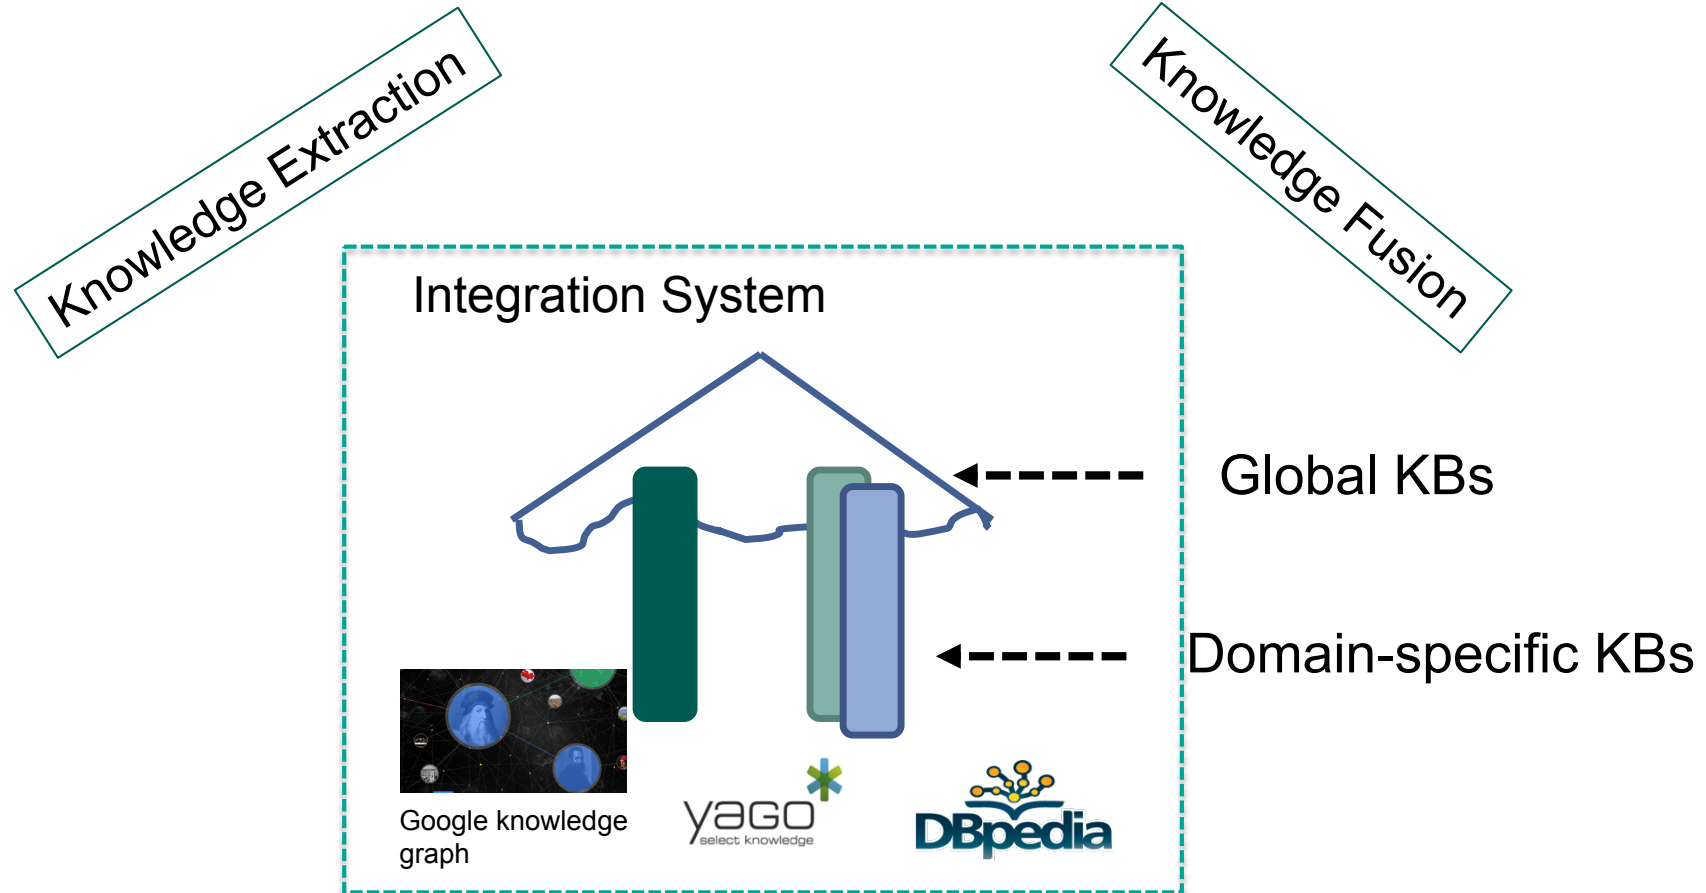 Knowledge Extraction
Knowledge Fusion
Integration System
Global KBs
Domain-specific KBs
Google knowledge
graph
yago
select knowledge
DBpedia